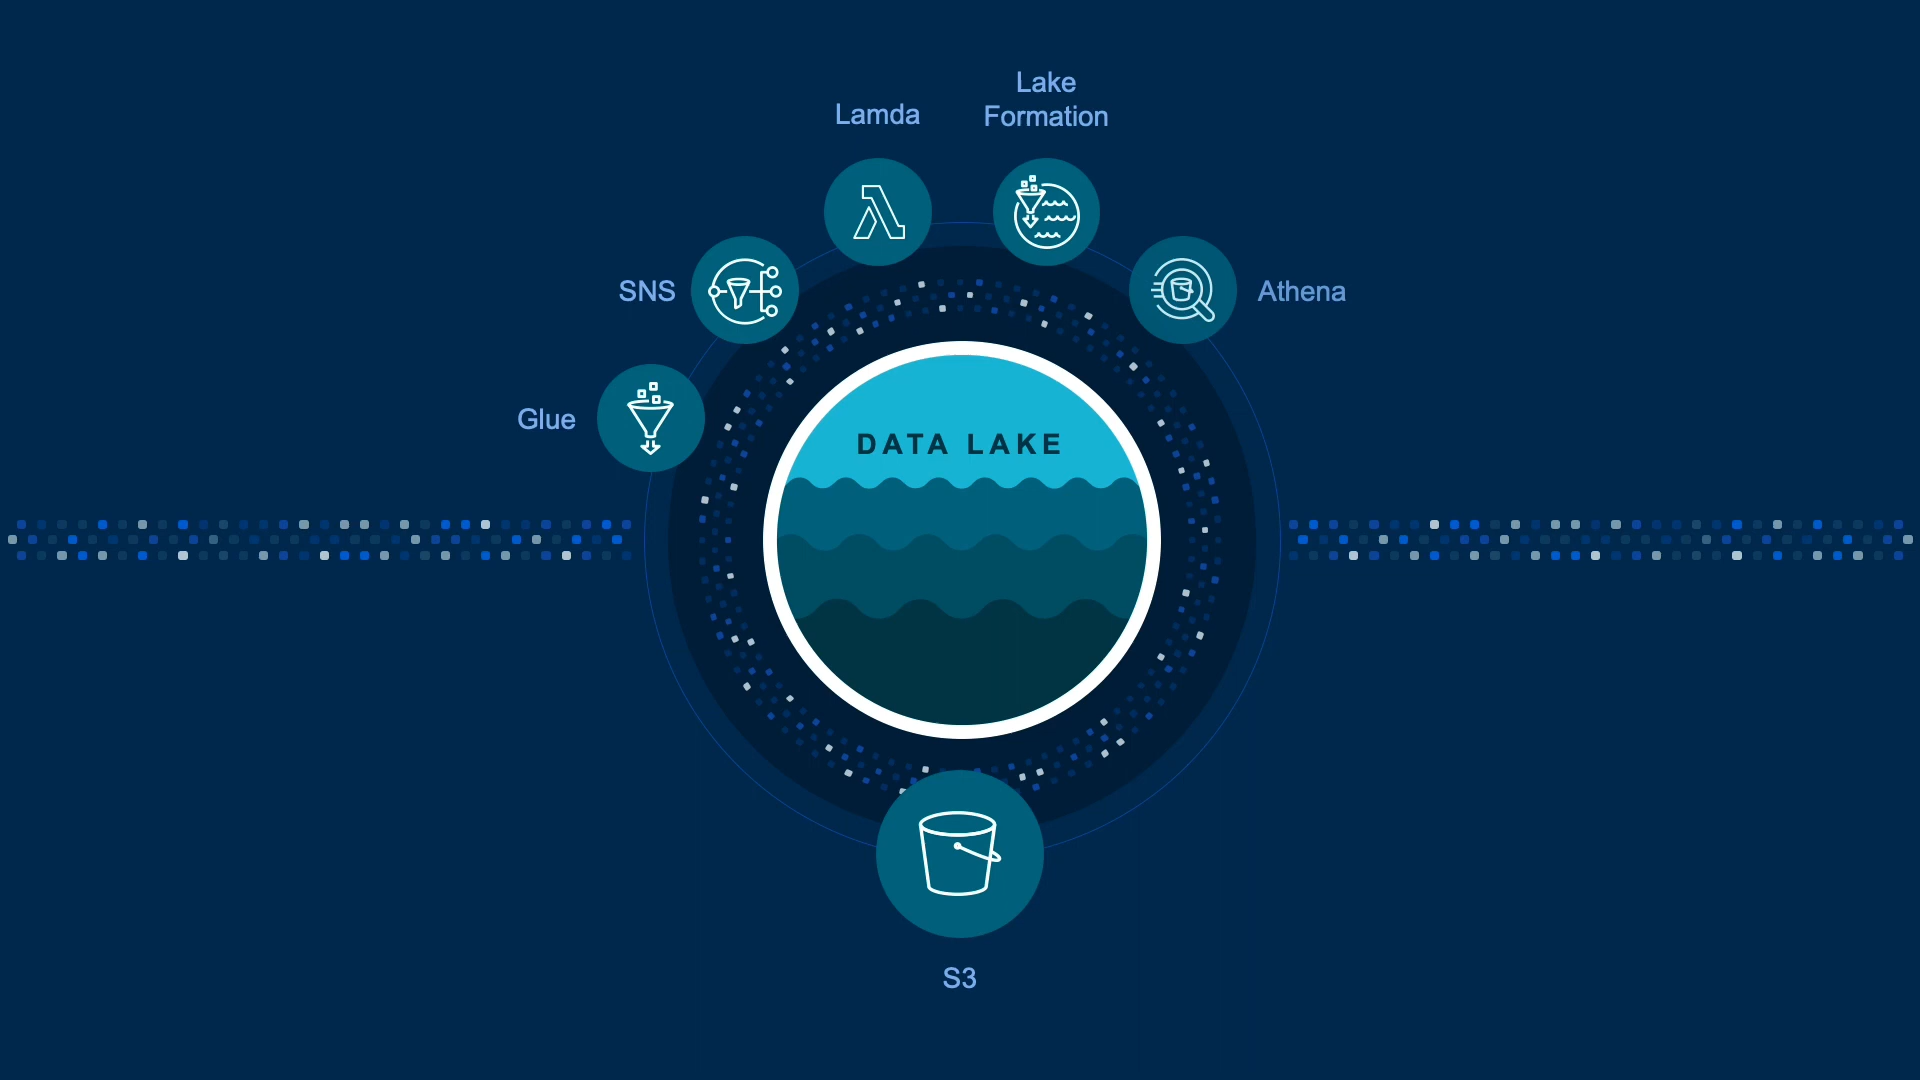 Lake
Formation
Lamda
SNS
Athena
Glue
DATA LAKE
S3